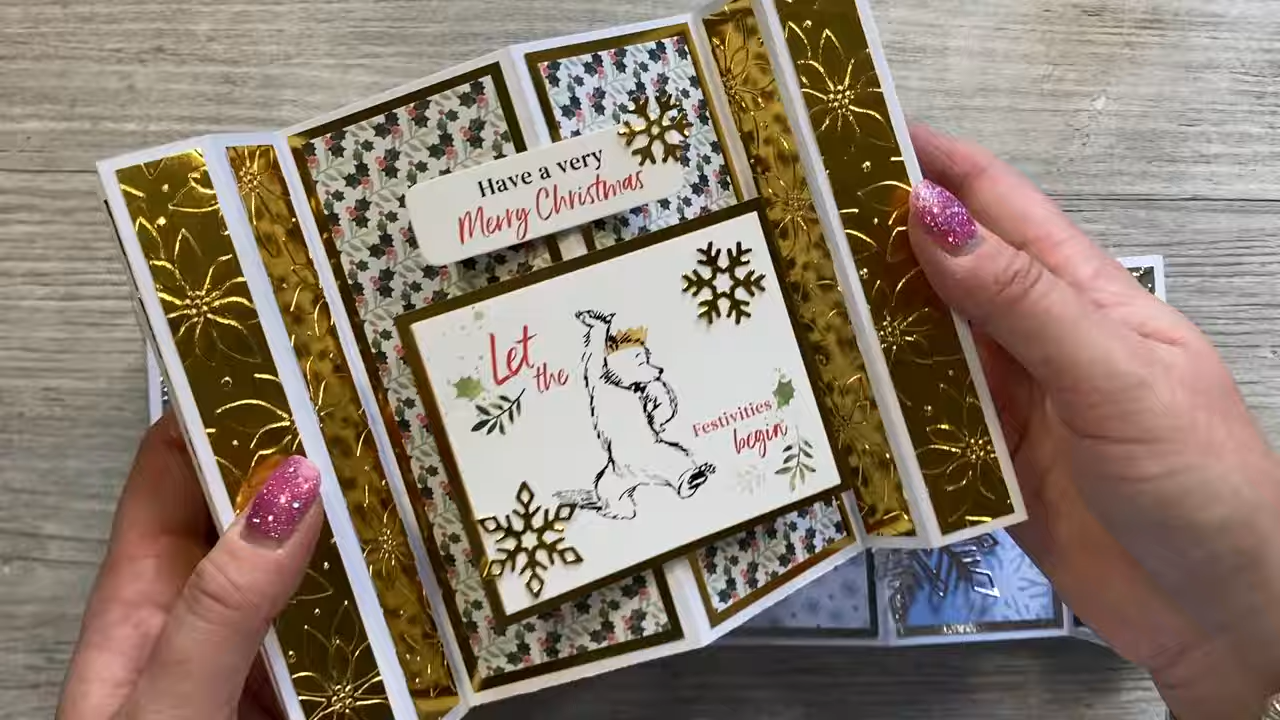 Have a very
Merry Christmas
Let
the
Festivities
begin